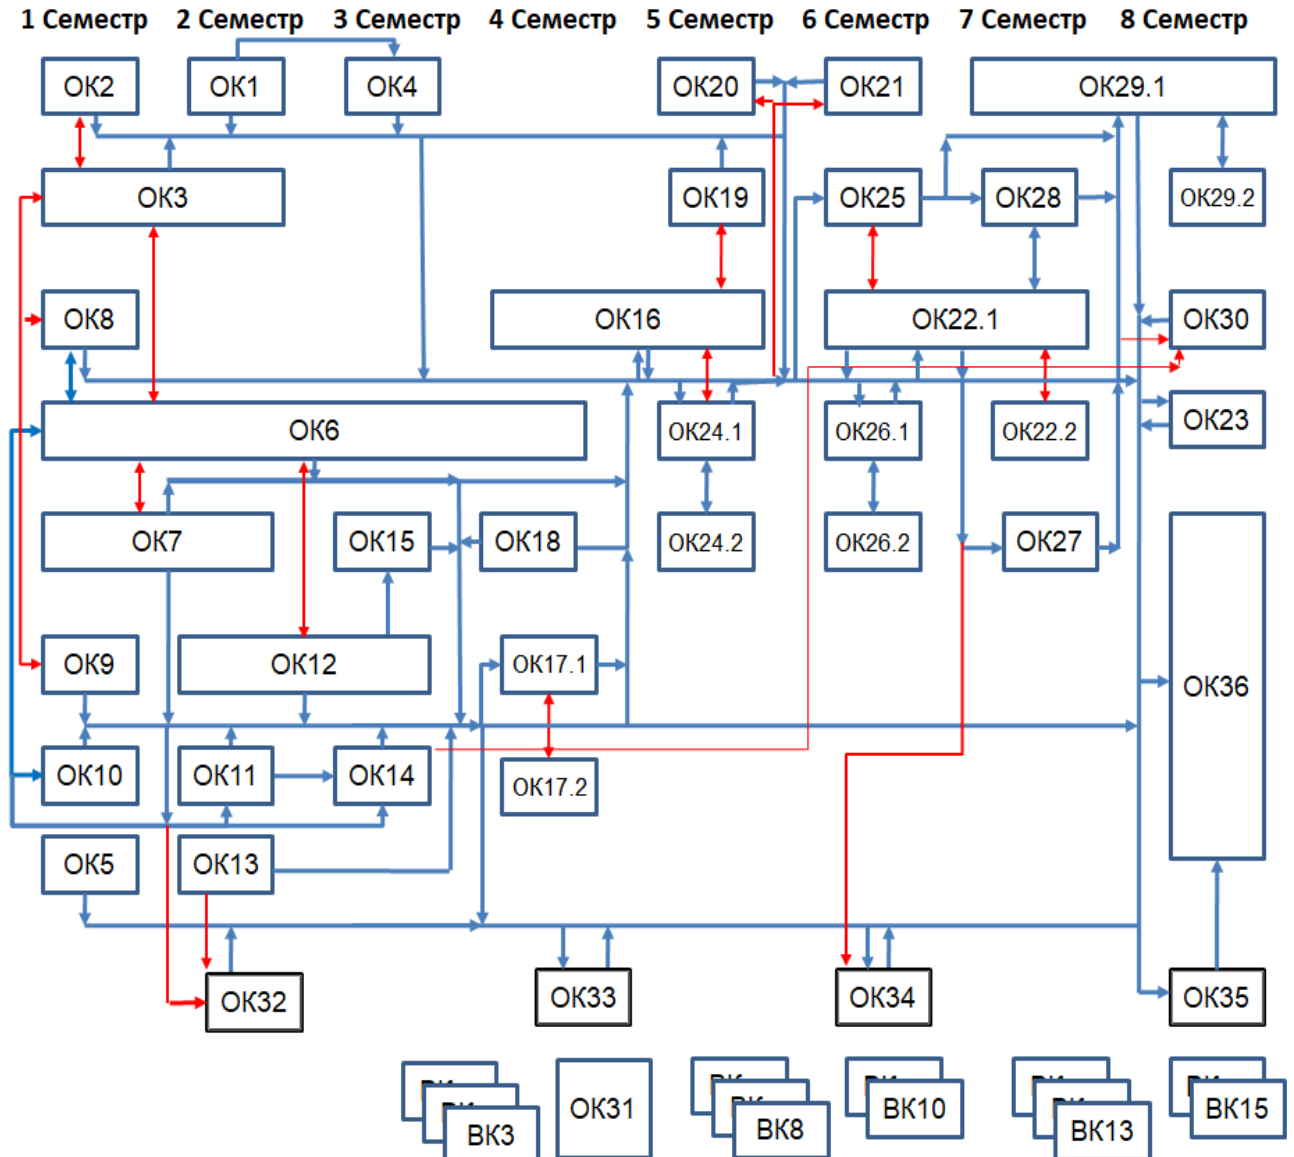 1 Семестр 2 Семестр 3 Семестр 4 Семестр 5 Семестр 6 Семестр 7 Семестр 8 Семестр
ОК2 ОК1 ОК4 ОК20 ОК21 ОК29.1
ОК3 ОК19 ОК25 ОК28 ОК29.2
ОК8 ОК16 ОК22.1 ОК30
ОК6 ОК24.1 ОК26.1 ОК22.2 ОК23
ОК7 ОК15 ОК18 ОК24.2 ОК26.2 ОК27
ОК9 ОК12 ОК17.1 ОК36
ОК10 ОК11 ОК14 ОК17.2
ОК5 ОК13
ОК32 ОК33 ОК34 ОК35
ОК31 ВК10 ВК15
ВК3 ВК8 ВК13